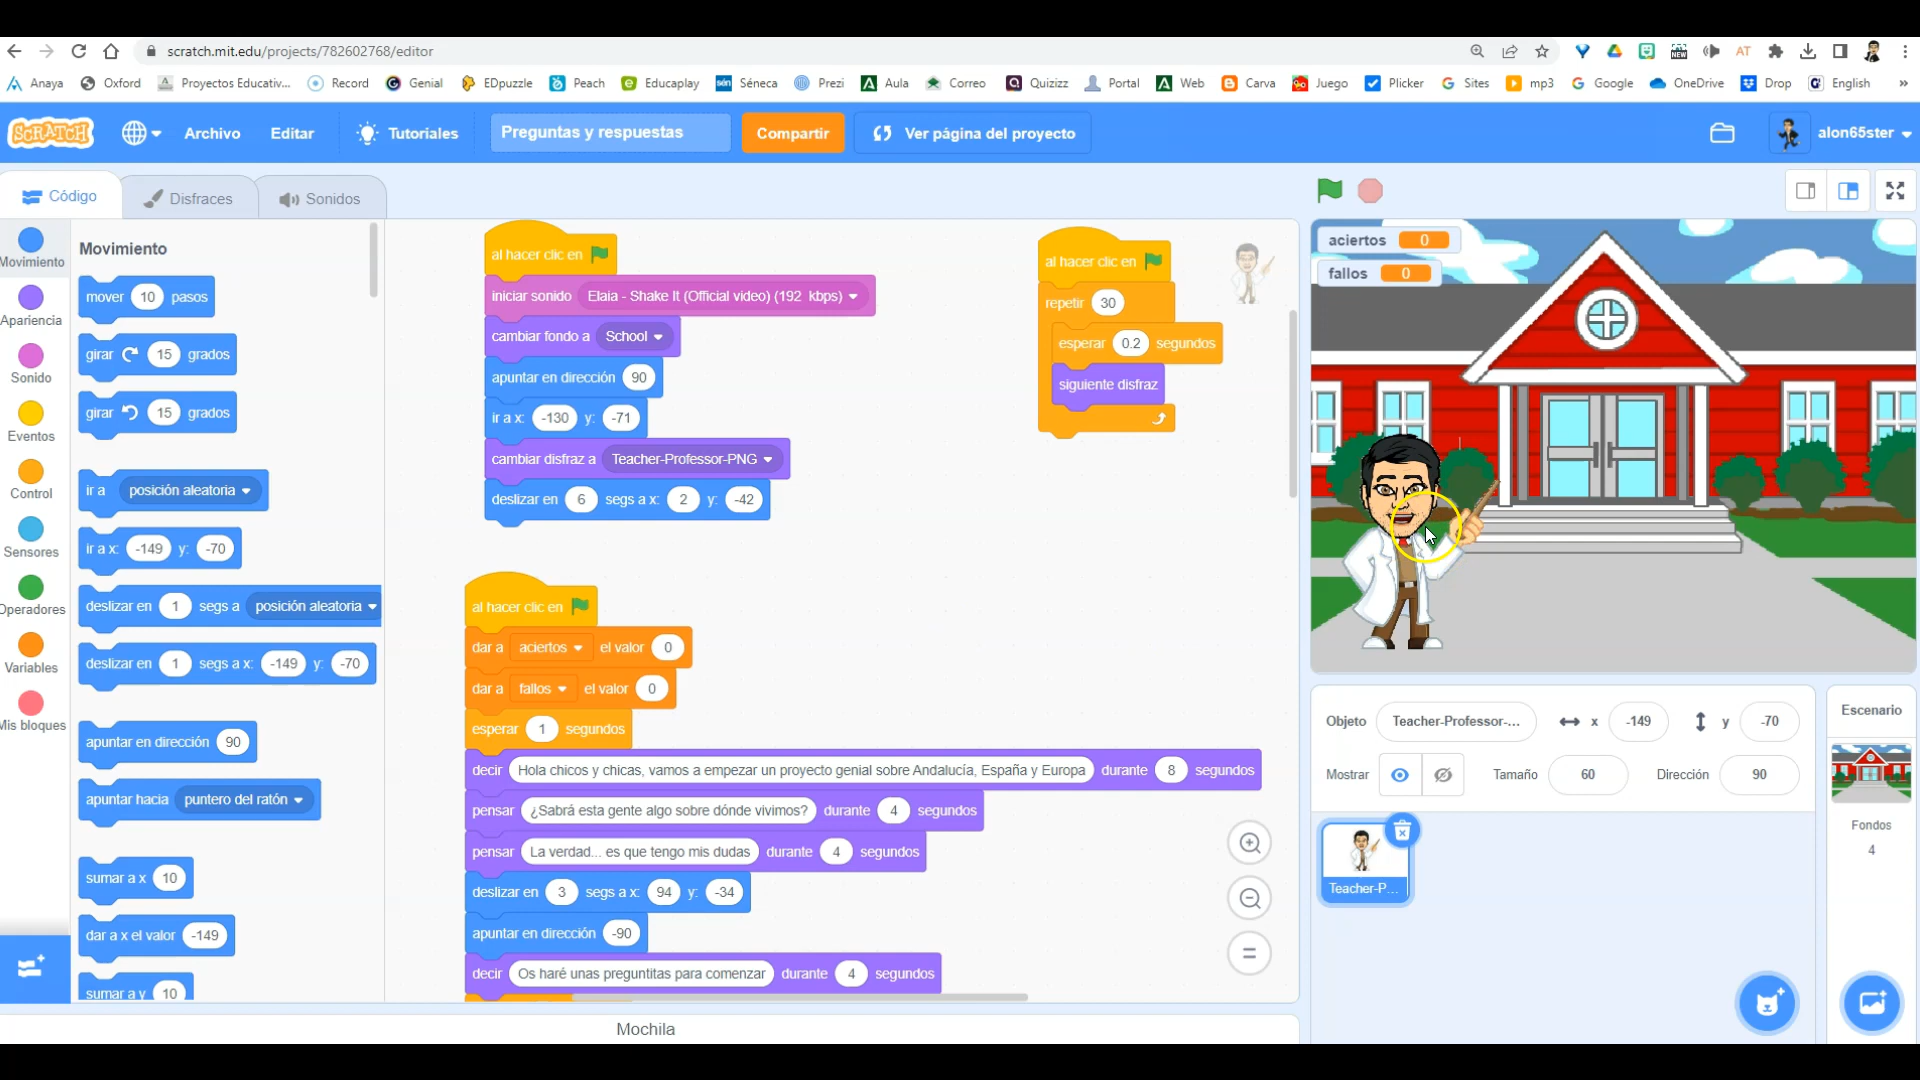 scratch.mit.edu/projects/782602768/editor
Anaya Oxford Proyectos Educativ... Record Genial EDpuzzle Peach Educaplay Séneca Prezi Aula Correo Quizizz Portal Web Carva Juego Plicker Sites mp3 Google OneDrive Drop English »
SCRATCH Archivo Editar Tutoriales Preguntas y respuestas Compartir Ver página del proyecto alon65ster
Código Disfraces Sonidos
Movimiento
Apariencia
Sonido
Eventos
Control
Sensores
Operadores
Variables
Mis bloques
Movimiento
mover 10 pasos
girar 15 grados
girar 15 grados
ir a posición aleatoria
ir a x: -149 y: -70
deslizar en 1 segs a posición aleatoria
deslizar en 1 segs a x: -149 y: -70
apuntar en dirección 90
apuntar hacia puntero del ratón
sumar a x 10
dar a x el valor -149
sumar a y 10
al hacer clic en
iniciar sonido Elaia - Shake It (Official video) (192 kbps)
cambiar fondo a School
apuntar en dirección 90
ir a x: -130 y: -71
cambiar disfraz a Teacher-Professor-PNG
deslizar en 6 segs a x: 2 y: -42
al hacer clic en
repetir 30
esperar 0.2 segundos
siguiente disfraz
al hacer clic en
dar a aciertos el valor 0
dar a fallos el valor 0
esperar 1 segundos
decir Hola chicos y chicas, vamos a empezar un proyecto genial sobre Andalucía, España y Europa durante 8 segundos
pensar ¿Sabrá esta gente algo sobre dónde vivimos? durante 4 segundos
pensar La verdad... es que tengo mis dudas durante 4 segundos
deslizar en 3 segs a x: 94 y: -34
apuntar en dirección -90
decir Os haré unas preguntitas para comenzar durante 4 segundos
Mochila
aciertos 0
fallos 0
Objeto Teacher-Professor-... x -149 y -70
Mostrar Tamaño 60 Dirección 90
Teacher-P...
Escenario
Fondos
4